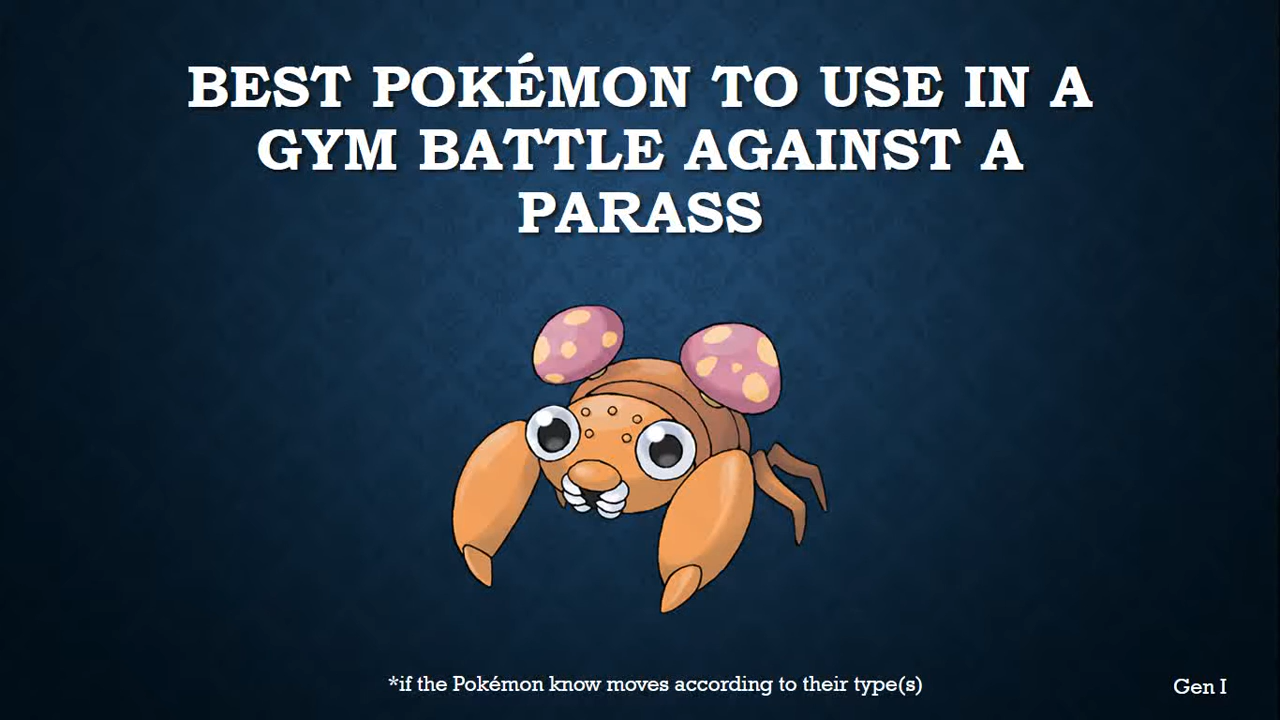 BEST POKÉMON TO USE IN A
GYM BATTLE AGAINST A
PARASS
*if the Pokémon know moves according to their type(s)
Gen I